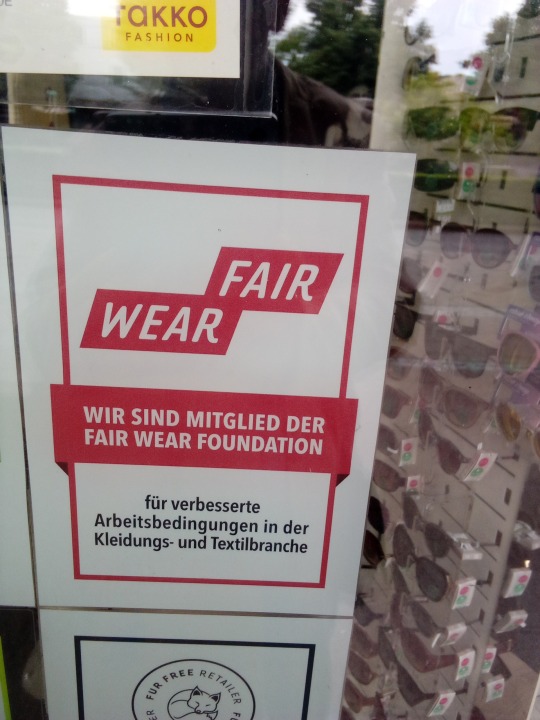 takko
FASHION
FAIR
WEAR
WIR SIND MITGLIED DER
FAIR WEAR FOUNDATION
für verbesserte
Arbeitsbedingungen in der
Kleidungs- und Textilbranche
FUR FREE RETAILER